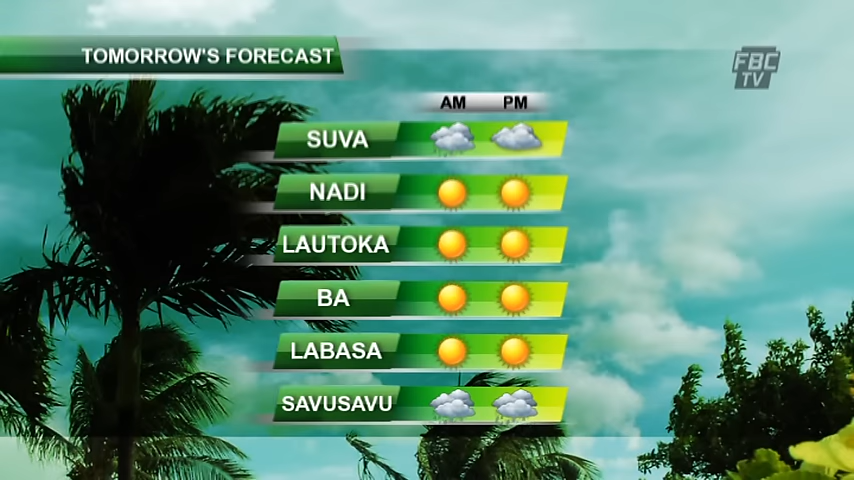 TOMORROW'S FORECAST
FBC
TV
AM PM
SUVA
NADI
LAUTOKA
BA
LABASA
SAVUSAVU